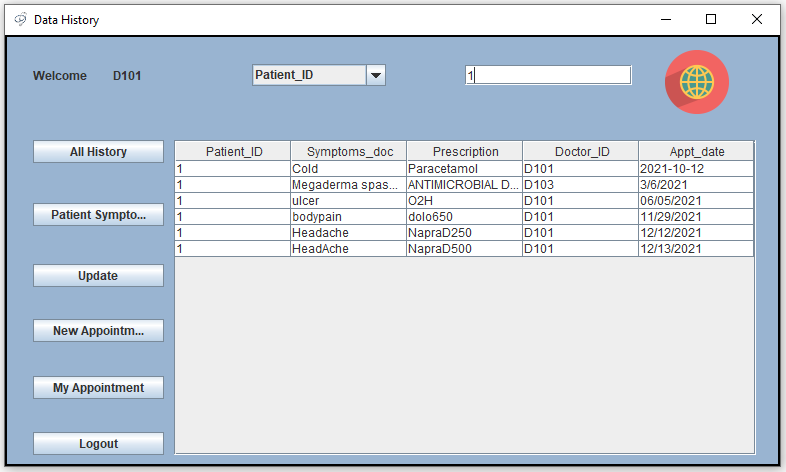 Data History
Welcome D101 Patient_ID 1
All History
Patient Sympto...
Update
New Appointm...
My Appointment
Logout
Patient_ID Symptoms_doc Prescription Doctor_ID Appt_date
1 Cold Paracetamol D101 2021-10-12
1 Megaderma spas... ANTIMICROBIAL D... D103 3/6/2021
1 ulcer O2H D101 06/05/2021
1 bodypain dolo650 D101 11/29/2021
1 Headache NapraD250 D101 12/12/2021
1 HeadAche NapraD500 D101 12/13/2021